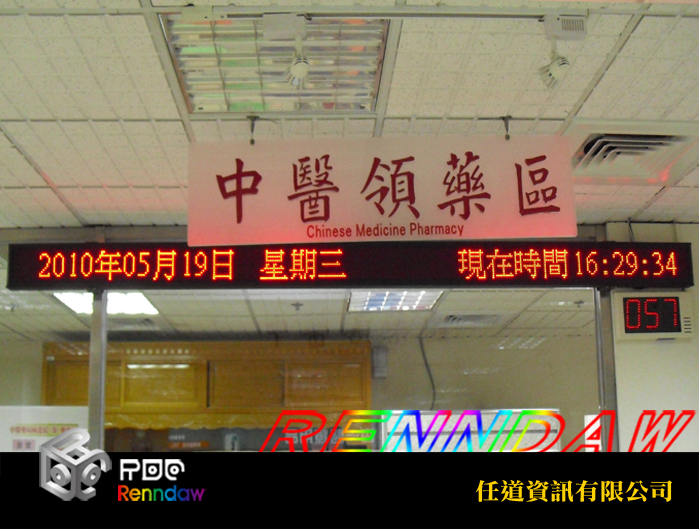 中醫領藥區
Chinese Medicine Pharmacy
2010年05月19日 星期三 現在時間16:29:34
057
RENNDAW
Renndaw
任道資訊有限公司